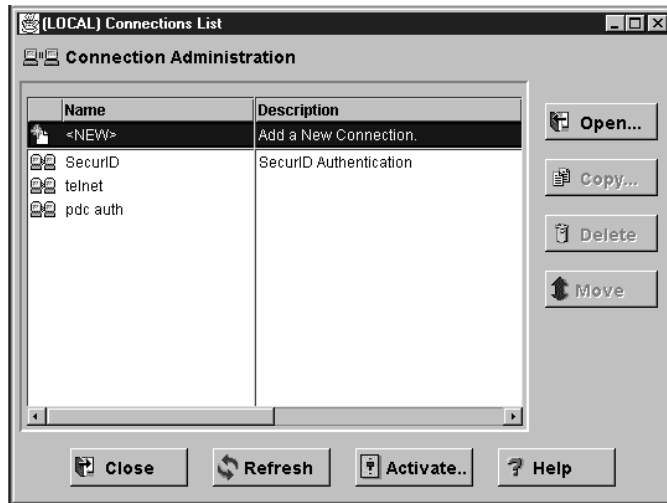 (LOCAL) Connections List
Connection Administration
Name Description
<NEW> Add a New Connection.
SecurID SecurID Authentication
telnet
pdc auth
Open...
Copy...
Delete
Move
Close Refresh Activate.. Help